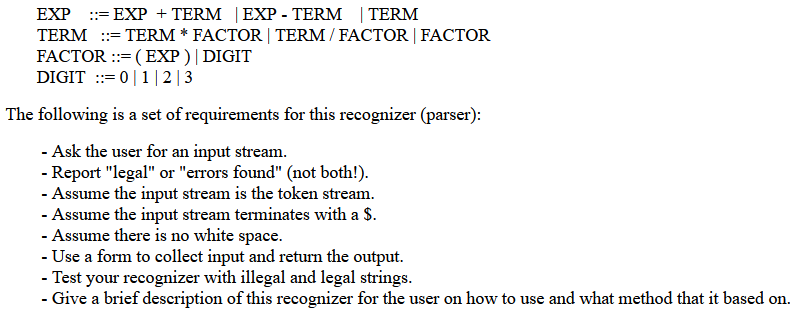 EXP ::= EXP + TERM | EXP - TERM | TERM
TERM ::= TERM * FACTOR | TERM / FACTOR | FACTOR
FACTOR ::= ( EXP ) | DIGIT
DIGIT ::= 0 | 1 | 2 | 3
The following is a set of requirements for this recognizer (parser):
- Ask the user for an input stream.
- Report "legal" or "errors found" (not both!).
- Assume the input stream is the token stream.
- Assume the input stream terminates with a $.
- Assume there is no white space.
- Use a form to collect input and return the output.
- Test your recognizer with illegal and legal strings.
- Give a brief description of this recognizer for the user on how to use and what method that it based on.